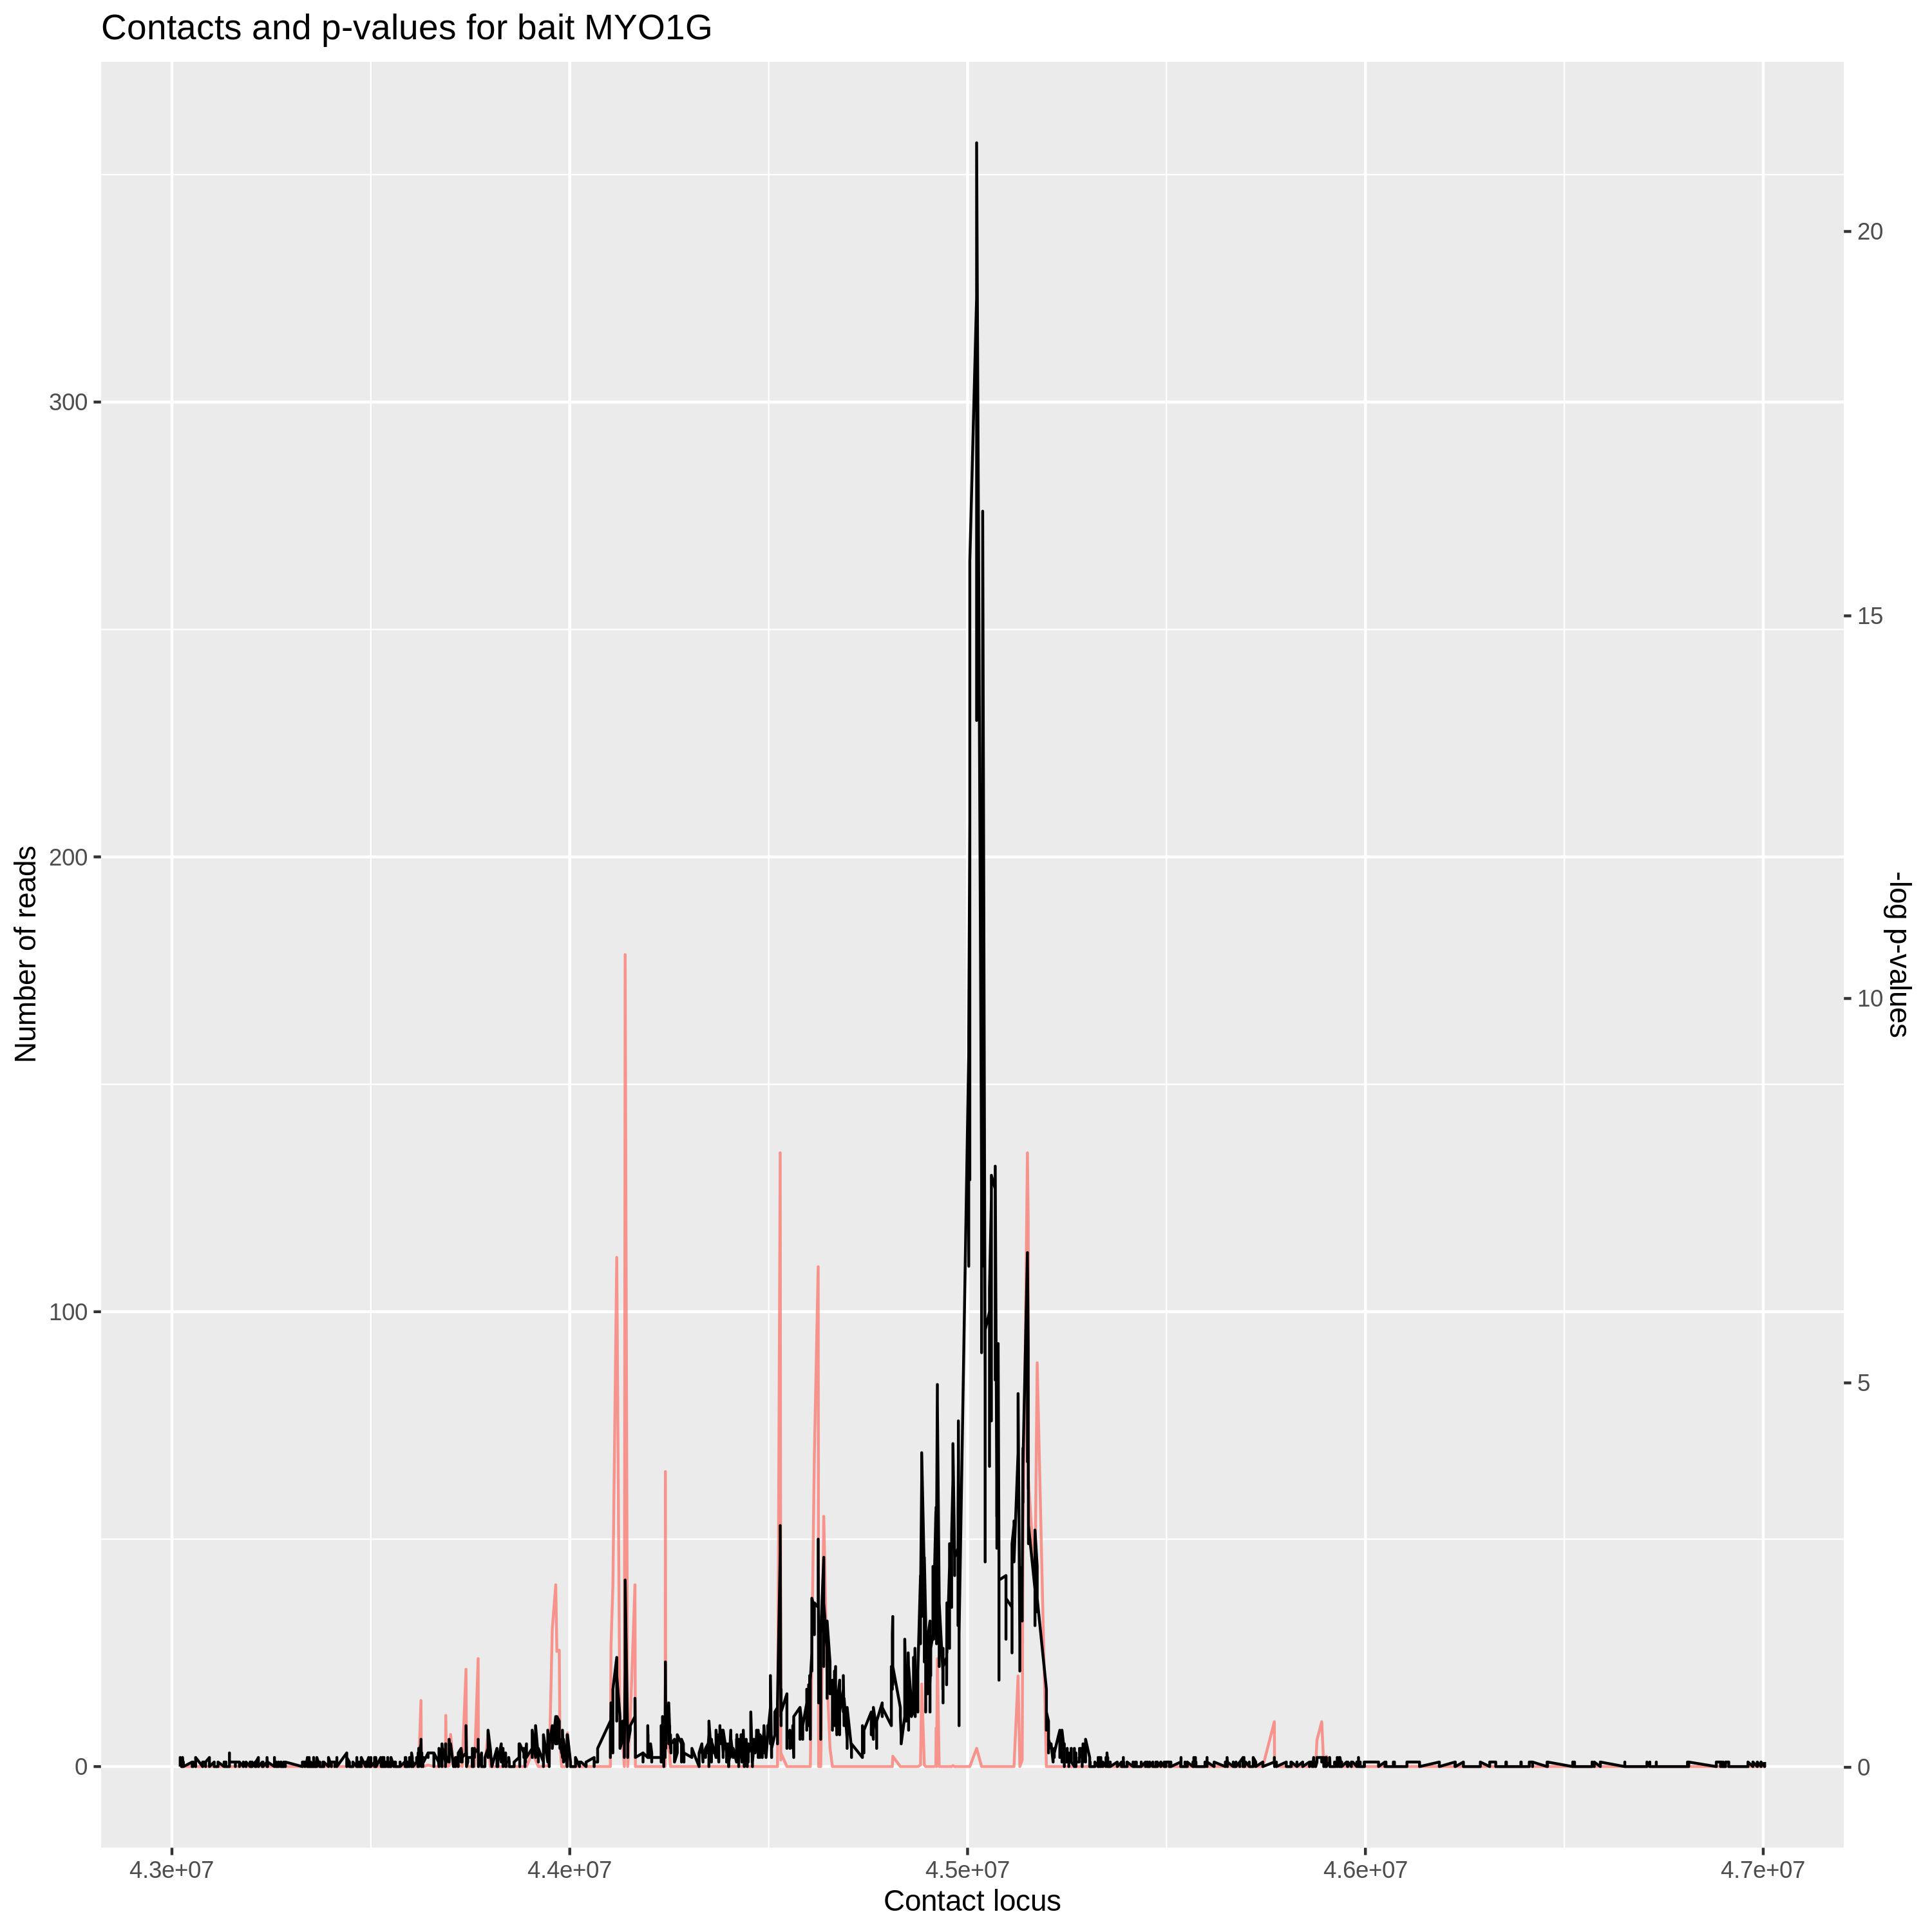 Contacts and p-values for bait MYO1G
Number of reads
300
200
100
0
20
15
10
5
0
-log p-values
4.3e+07
4.4e+07
4.5e+07
4.6e+07
4.7e+07
Contact locus